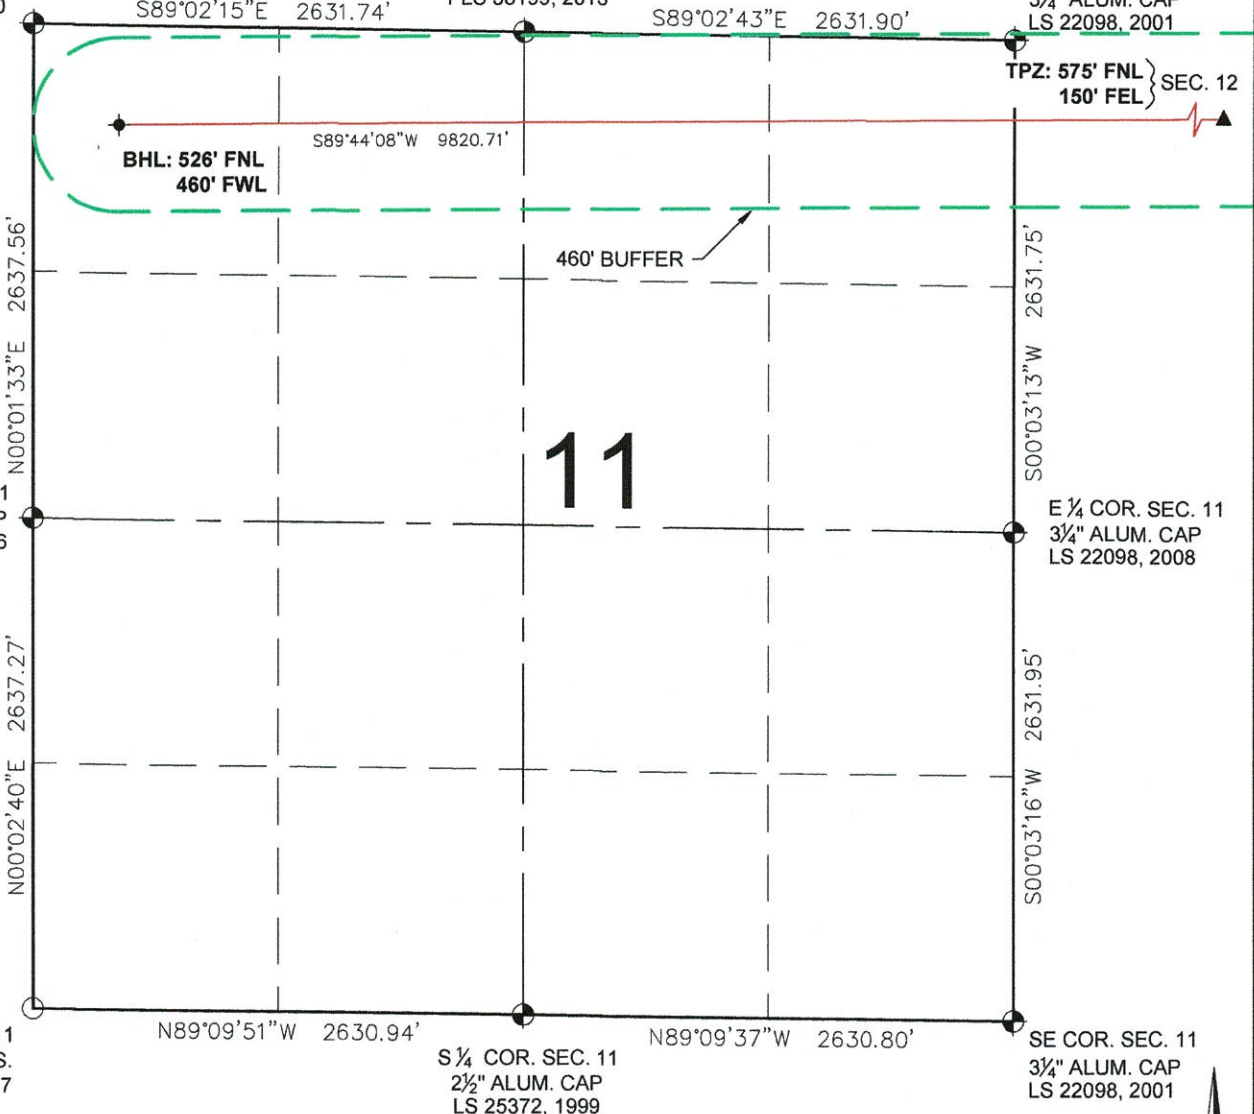 S89°02'15"E 2631.74'
S89°02'43"E 2631.90'
3¼" ALUM. CAP
LS 22098, 2001
TPZ: 575' FNL
150' FEL
SEC. 12
S89°44'08"W 9820.71'
BHL: 526' FNL
460' FWL
460' BUFFER
N00°01'33"E 2637.56'
S00°03'13"W 2631.75'
11
E ¼ COR. SEC. 11
3¼" ALUM. CAP
LS 22098, 2008
N00°02'40"E 2637.27'
S00°03'16"W 2631.95'
N89°09'51"W 2630.94'
N89°09'37"W 2630.80'
S ¼ COR. SEC. 11
2½" ALUM. CAP
LS 25372, 1999
SE COR. SEC. 11
3¼" ALUM. CAP
LS 22098, 2001